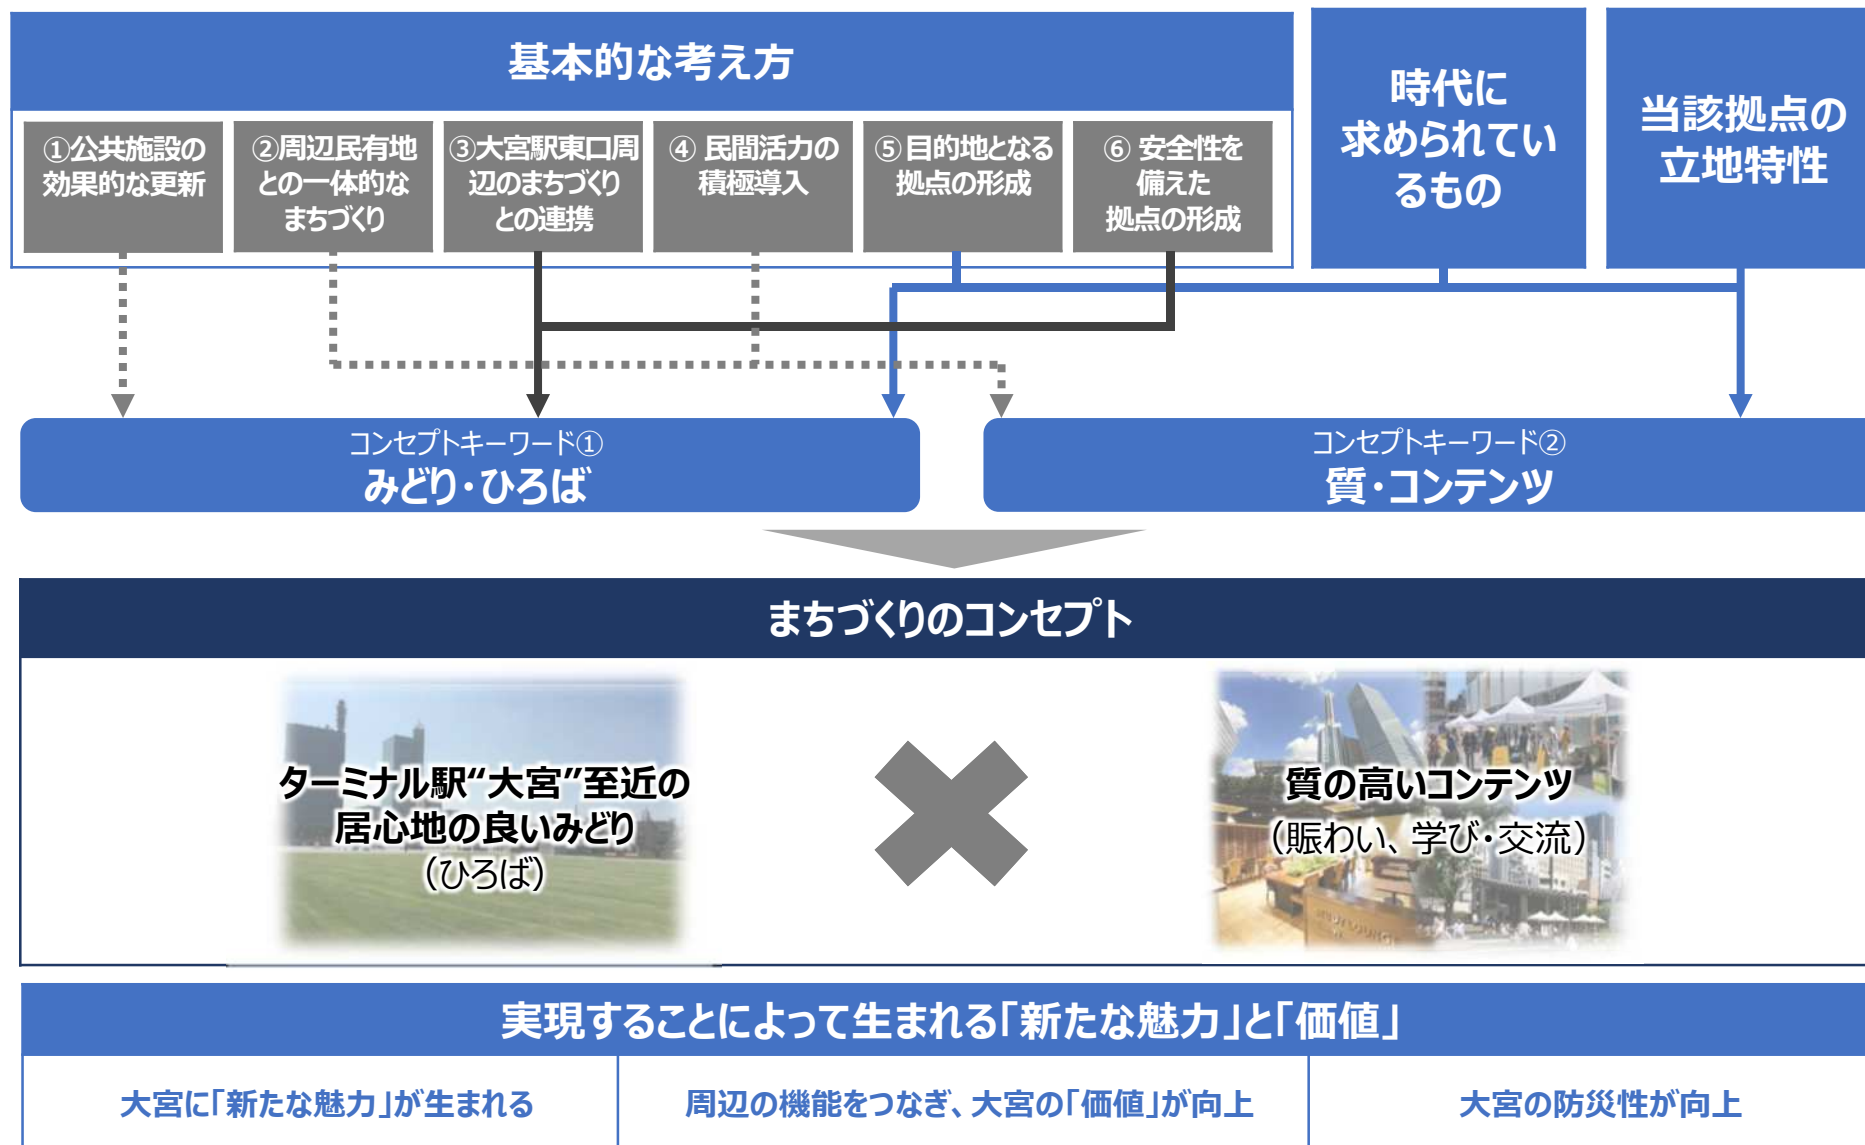 基本的な考え方
①公共施設の
効果的な更新
②周辺民有地
との一体的な
まちづくり
③大宮駅東口周
辺のまちづくり
との連携
④ 民間活力の
積極導入
⑤目的地となる
拠点の形成
⑥ 安全性を
備えた
拠点の形成
時代に
求められてい
るもの
当該拠点の
立地特性
コンセプトキーワード①
みどり・ひろば
コンセプトキーワード②
質・コンテンツ
まちづくりのコンセプト
ターミナル駅“大宮”至近の
居心地の良いみどり
（ひろば）
質の高いコンテンツ
（賑わい、学び・交流）
STUDY LOUNGE
実現することによって生まれる「新たな魅力」と「価値」
大宮に「新たな魅力」が生まれる
周辺の機能をつなぎ、大宮の「価値」が向上
大宮の防災性が向上